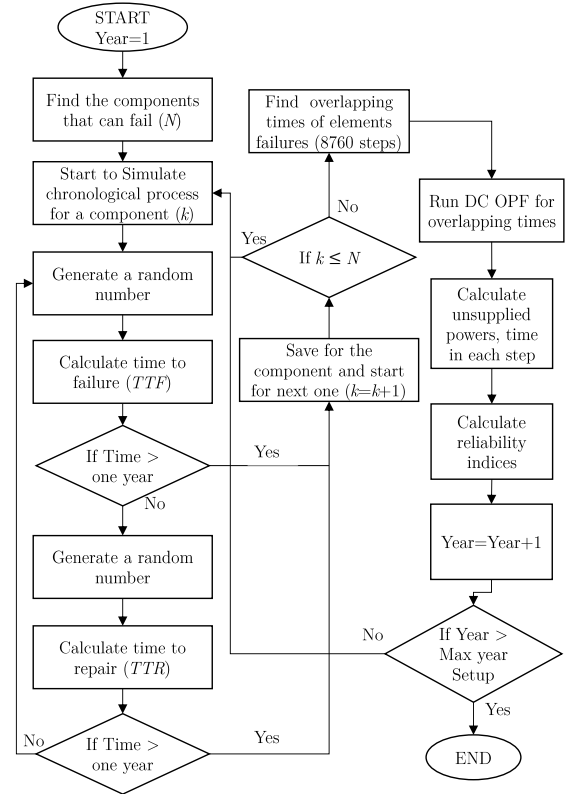 START
Year=1
Find the components
that can fail (N)
Start to Simulate
chronological process
for a component (k)
Generate a random
number
Calculate time to
failure (TTF)
If Time >
one year
Yes
No
Generate a random
number
Calculate time to
repair (TTR)
If Time >
one year
No
Yes
Save for the
component and start
for next one (k=k+1)
If k ≤ N
Yes
No
Find overlapping
times of elements
failures (8760 steps)
Run DC OPF for
overlapping times
Calculate
unsupplied
powers, time
in each step
Calculate
reliability
indices
Year=Year+1
If Year >
Max year
Setup
No
Yes
END